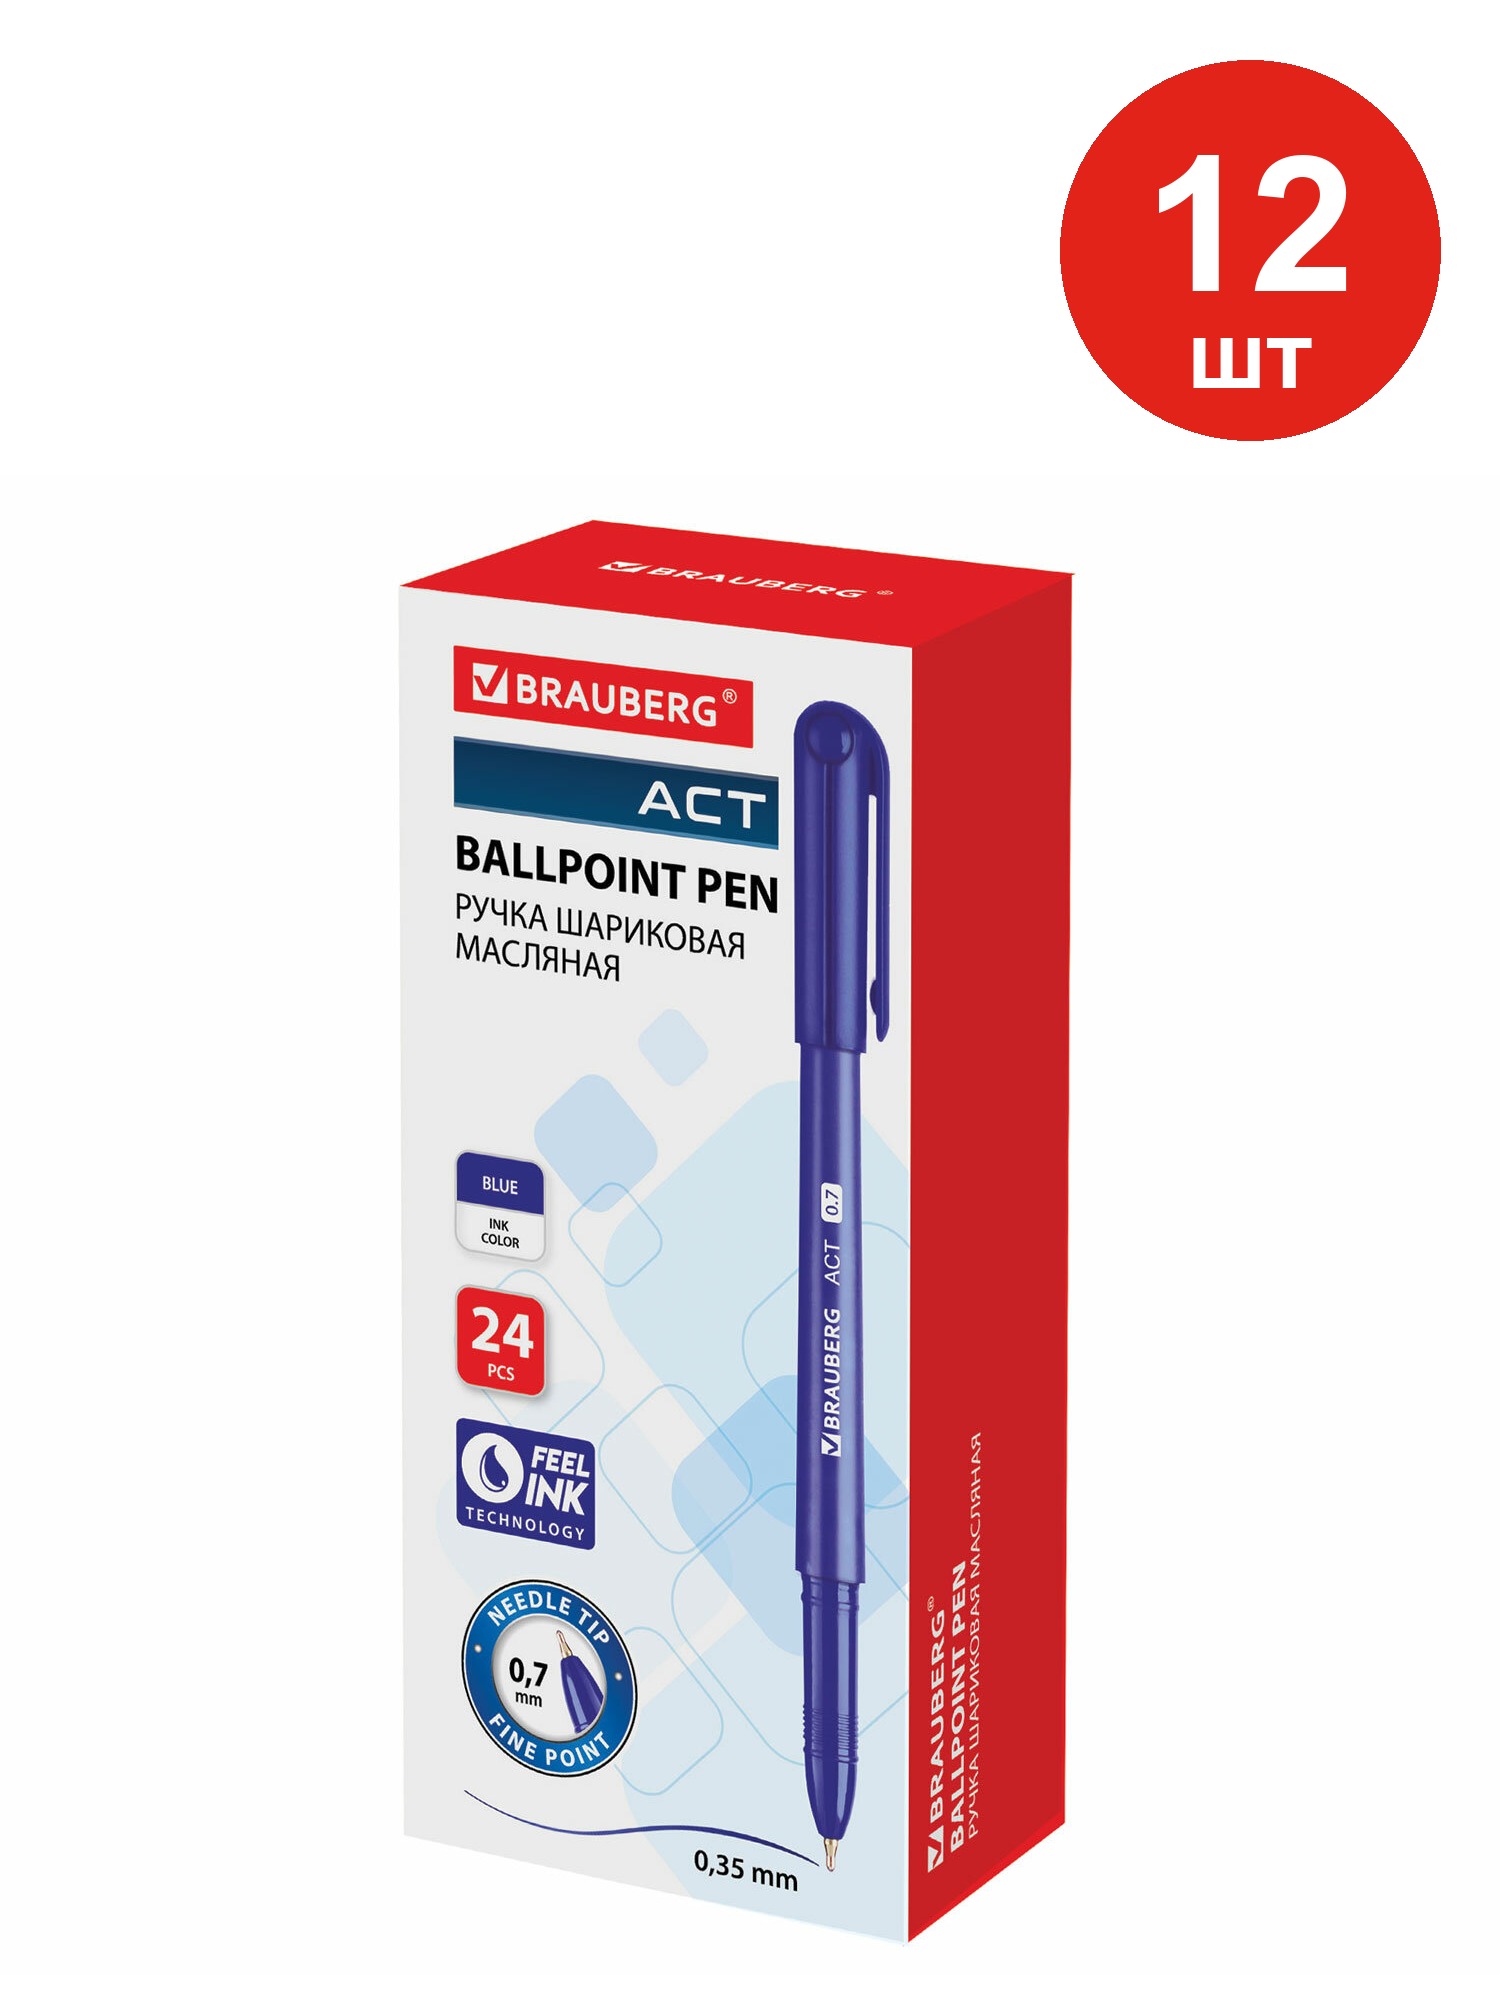 12
шт
BRAUBERG ®
BRAUBERG®
ACT
BALLPOINT PEN
РУЧКА ШАРИКОВАЯ
МАСЛЯНАЯ
BLUE
INK
COLOR
24
PCS
FEEL
INK
TECHNOLOGY
NEEDLE TIP
0,7
mm
FINE POINT
0,35 mm
BRAUBERG ACT 0.7
BRAUBERG®
BALLPOINT PEN
РУЧКА ШАРИКОВАЯ МАСЛЯНАЯ